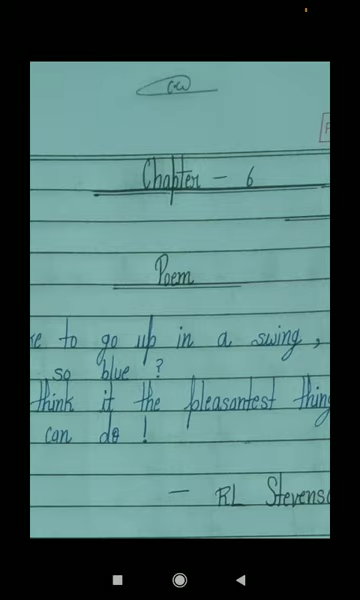 CW
Chapter - 6
Poem
to go up in a swing,
so blue ?
think it the pleasantest thing
can do !
- RL Stevens